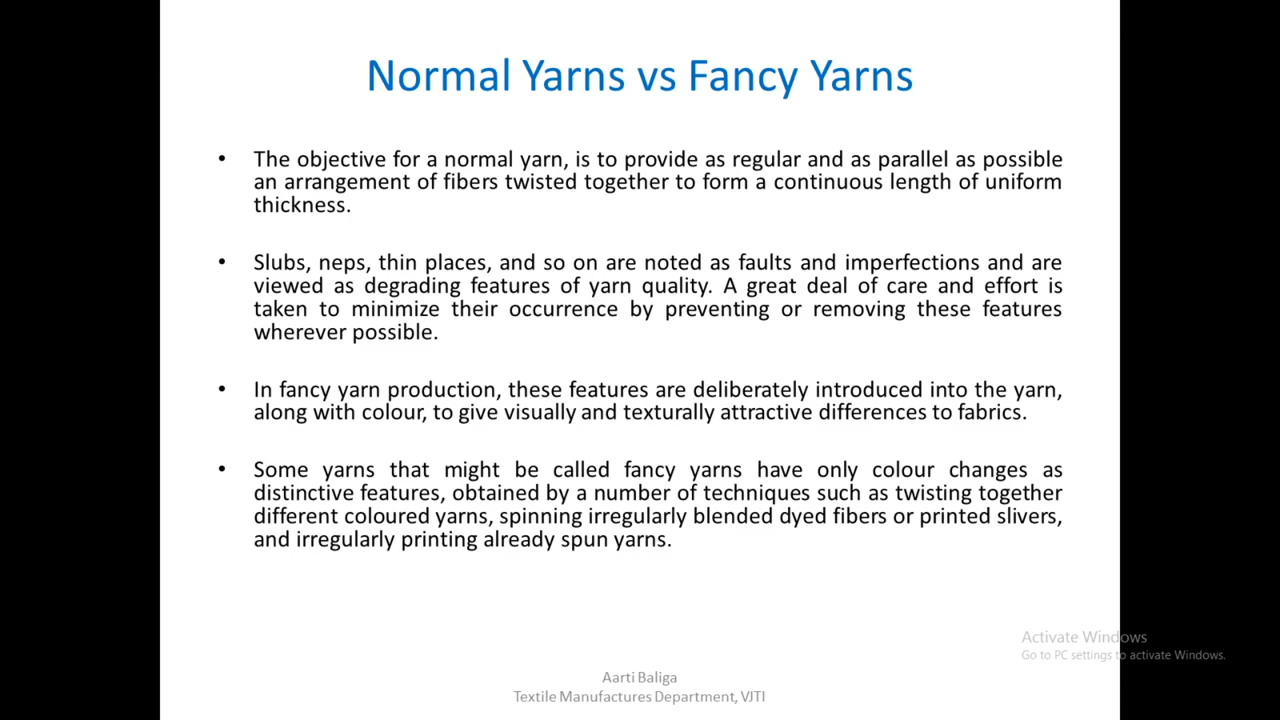 Normal Yarns vs Fancy Yarns
• The objective for a normal yarn, is to provide as regular and as parallel as possible
an arrangement of fibers twisted together to form a continuous length of uniform
thickness.
• Slubs, neps, thin places, and so on are noted as faults and imperfections and are
viewed as degrading features of yarn quality. A great deal of care and effort is
taken to minimize their occurrence by preventing or removing these features
wherever possible.
• In fancy yarn production, these features are deliberately introduced into the yarn,
along with colour, to give visually and texturally attractive differences to fabrics.
• Some yarns that might be called fancy yarns have only colour changes as
distinctive features, obtained by a number of techniques such as twisting together
different coloured yarns, spinning irregularly blended dyed fibers or printed slivers,
and irregularly printing already spun yarns.
Activate Windows
Go to PC settings to activate Windows.
Aarti Baliga
Textile Manufactures Department, VJTI